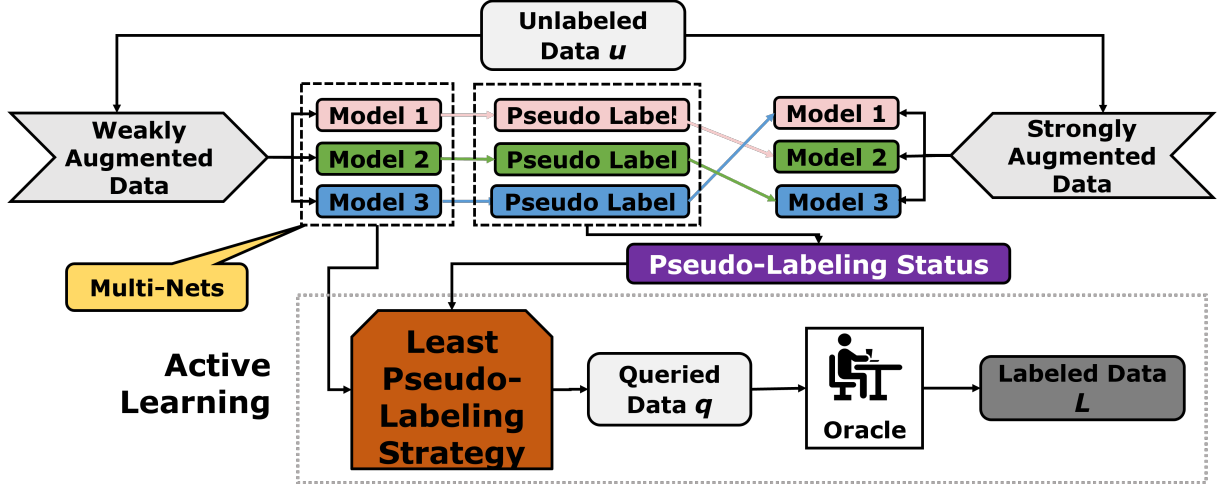 Unlabeled
Data u
Weakly
Augmented
Data
Model 1
Model 2
Model 3
Pseudo Label
Pseudo Label
Pseudo Label
Model 1
Model 2
Model 3
Strongly
Augmented
Data
Multi-Nets
Pseudo-Labeling Status
Active
Learning
Least
Pseudo-
Labeling
Strategy
Queried
Data q
Oracle
Labeled Data
L